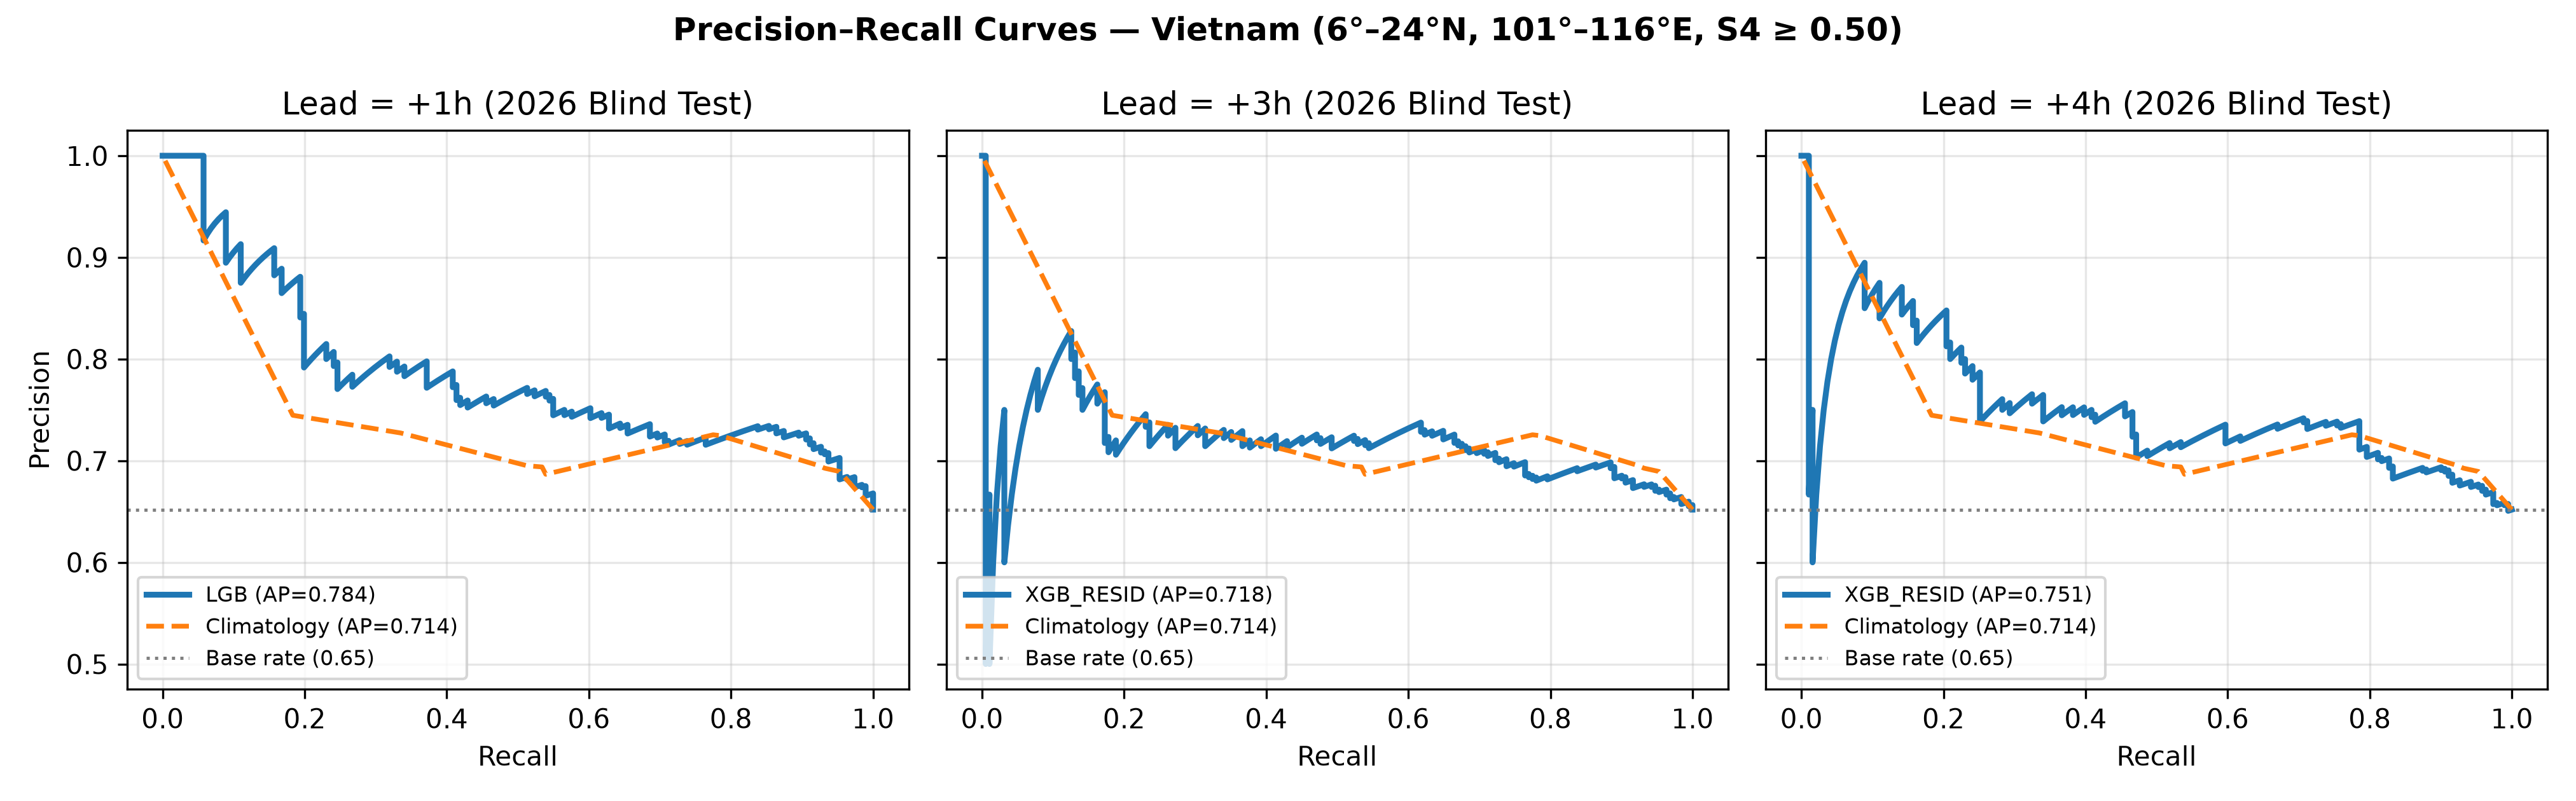 Precision–Recall Curves — Vietnam (6°–24°N, 101°–116°E, S4 ≥ 0.50)
Lead = +1h (2026 Blind Test)
Lead = +3h (2026 Blind Test)
Lead = +4h (2026 Blind Test)
Precision
1.0
0.9
0.8
0.7
0.6
0.5
LGB (AP=0.784)
Climatology (AP=0.714)
Base rate (0.65)
XGB_RESID (AP=0.718)
Climatology (AP=0.714)
Base rate (0.65)
XGB_RESID (AP=0.751)
Climatology (AP=0.714)
Base rate (0.65)
0.0 0.2 0.4 0.6 0.8 1.0
0.0 0.2 0.4 0.6 0.8 1.0
0.0 0.2 0.4 0.6 0.8 1.0
Recall
Recall
Recall